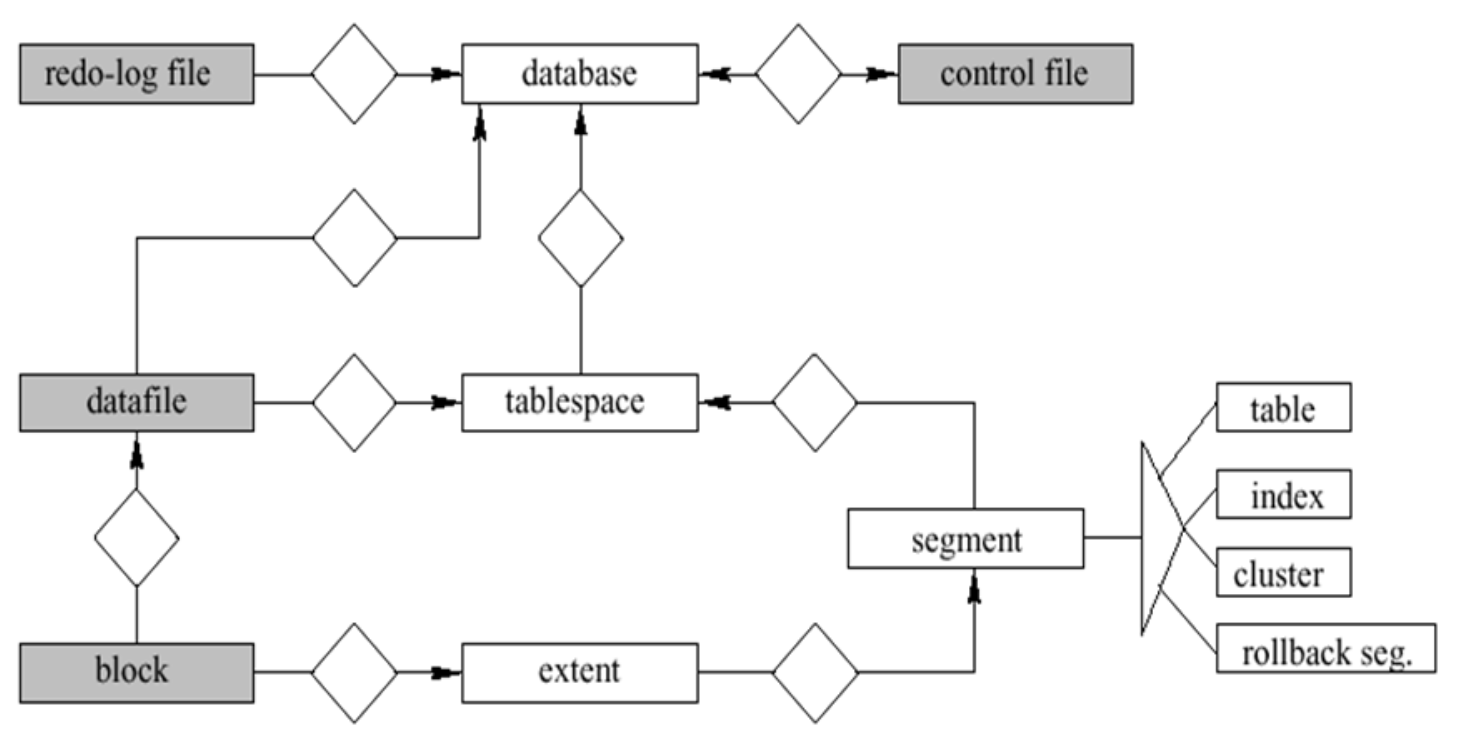 redo-log file
database
control file
datafile
tablespace
table
index
segment
cluster
rollback seg.
block
extent